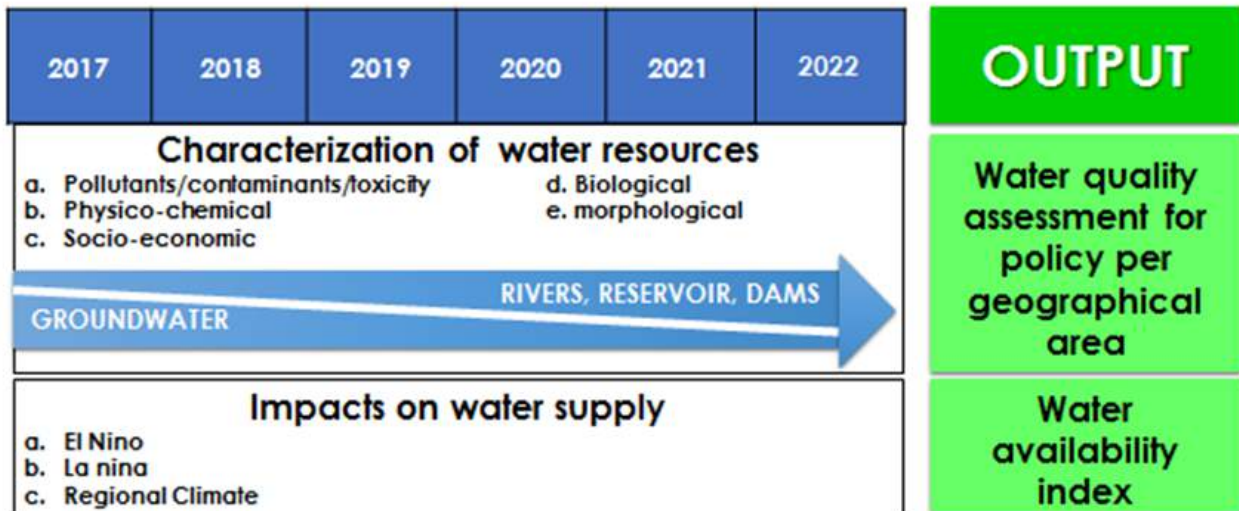 2017 2018 2019 2020 2021 2022
OUTPUT
Characterization of water resources
a. Pollutants/contaminants/toxicity
b. Physico-chemical
c. Socio-economic
d. Biological
e. morphological
RIVERS, RESERVOIR, DAMS
GROUNDWATER
Water quality
assessment for
policy per
geographical
area
Impacts on water supply
a. El Nino
b. La nina
c. Regional Climate
Water
availability
index